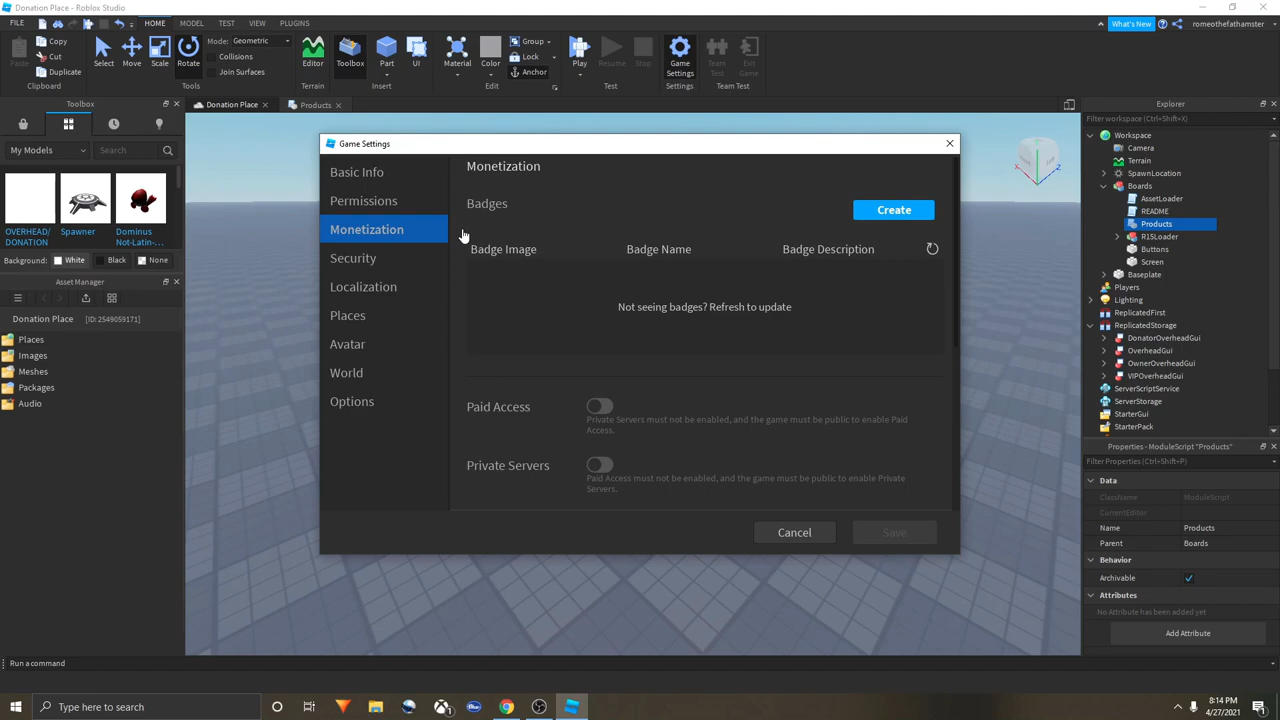 Donation Place - Roblox Studio
FILE HOME MODEL TEST VIEW PLUGINS What's New romeothefathamster
Paste Copy Cut Duplicate Clipboard
Select Move Scale Rotate Mode: Geometric Collisions Join Surfaces Tools
Editor Terrain
Toolbox Part UI Insert
Material Color Group Lock Anchor Edit
Play Resume Stop Test
Game Settings Settings
Team Test Exit Game Team Test
Toolbox
My Models Search
OVERHEAD/ DONATION
Spawner
Dominus Not-Latin-
Background: White Black None
Asset Manager
Donation Place [ID: 2549059171]
Places
Images
Meshes
Packages
Audio
Donation Place Products
Game Settings
Basic Info
Permissions
Monetization
Security
Localization
Places
Avatar
World
Options
Monetization
Badges
Create
Badge Image Badge Name Badge Description
Not seeing badges? Refresh to update
Paid Access
Private Servers must not be enabled, and the game must be public to enable Paid
Access.
Private Servers
Paid Access must not be enabled, and the game must be public to enable Private
Servers.
Cancel Save
Explorer
Filter workspace (Ctrl+Shift+X)
Workspace
Camera
Terrain
SpawnLocation
Boards
AssetLoader
README
Products
R15Loader
Buttons
Screen
Baseplate
Players
Lighting
ReplicatedFirst
ReplicatedStorage
DonatorOverheadGui
OverheadGui
OwnerOverheadGui
VIPOverheadGui
ServerScriptService
ServerStorage
StarterGui
StarterPack
Properties - ModuleScript "Products"
Filter Properties (Ctrl+Shift+P)
Data
ClassName ModuleScript
CurrentEditor
Name Products
Parent Boards
Behavior
Archivable
Attributes
No Attribute has been added yet
Add Attribute
Run a command
Type here to search
8:14 PM
4/27/2021